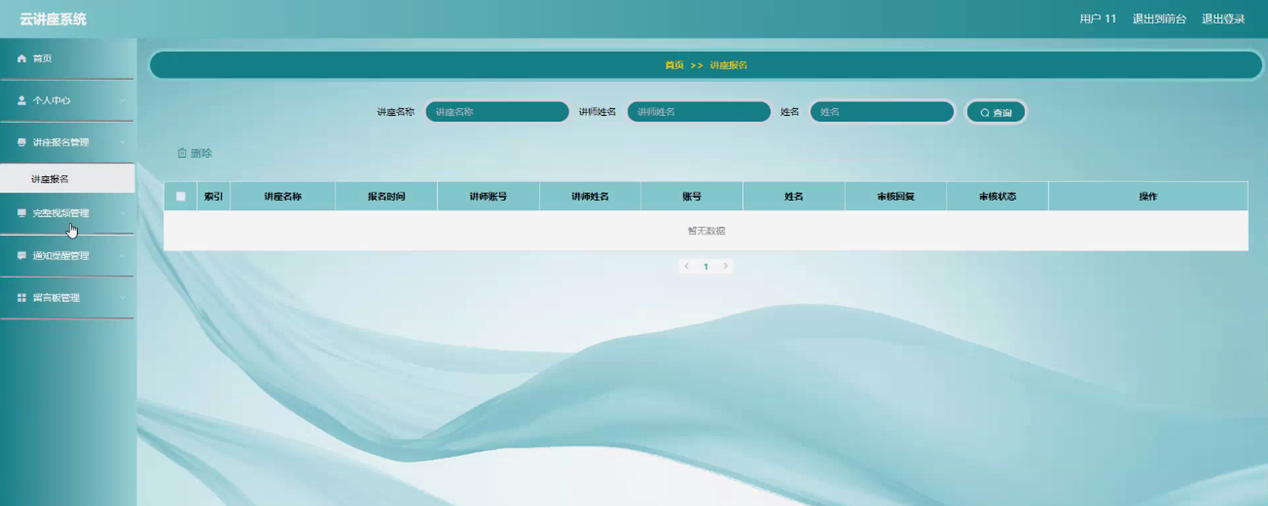 云讲座系统
用户 11 退出到前台 退出登录
首页
个人中心
讲座报名管理
讲座报名
完整视频管理
通知提醒管理
留言板管理
首页 >> 讲座报名
讲座名称 讲座名称 讲师姓名 讲师姓名 姓名 姓名 查询
删除
索引 讲座名称 报名时间 讲师账号 讲师姓名 账号 姓名 审核回复 审核状态 操作
暂无数据
1